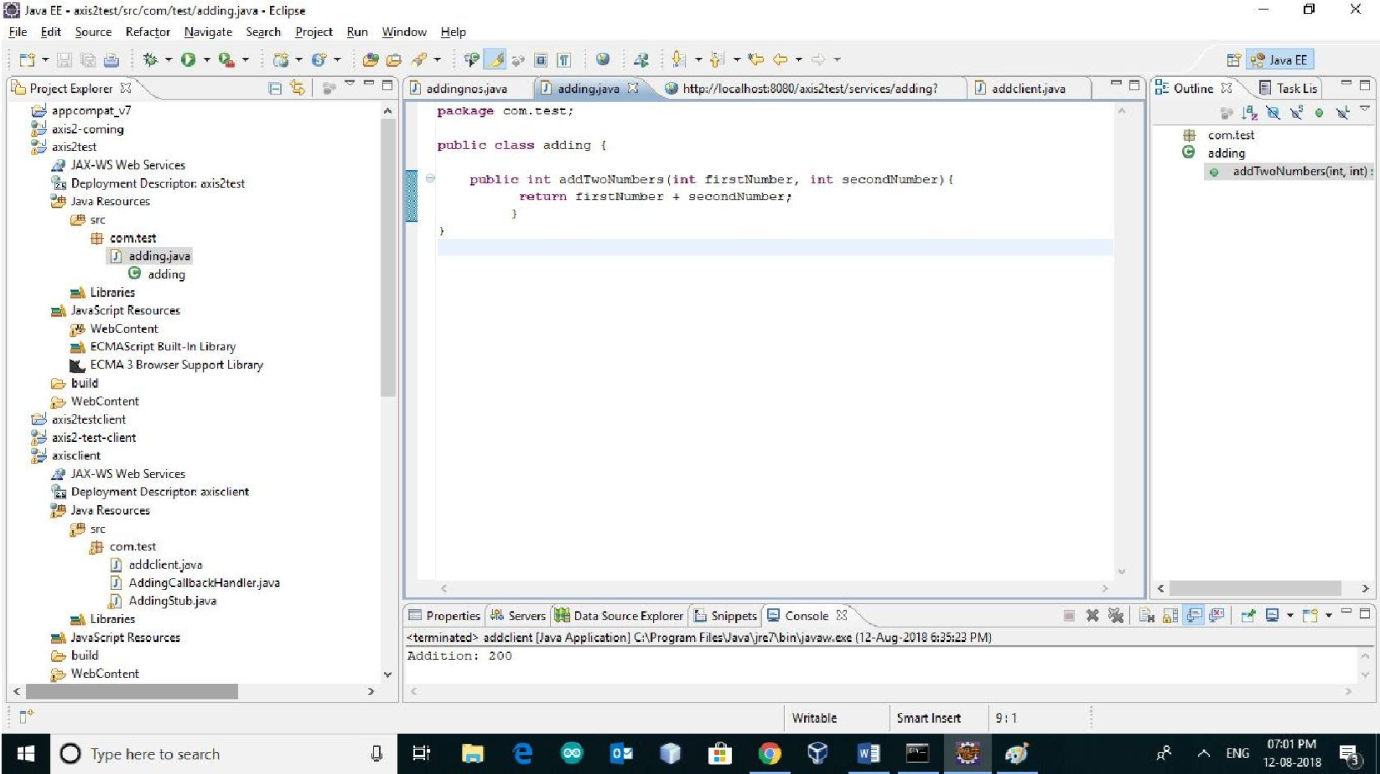 Java EE - axis2test/src/com/test/adding.java - Eclipse
File Edit Source Refactor Navigate Search Project Run Window Help
Java EE
Project Explorer
appcompat_v7
axis2-coming
axis2test
JAX-WS Web Services
Deployment Descriptor: axis2test
Java Resources
src
com.test
adding.java
adding
Libraries
JavaScript Resources
WebContent
ECMAScript Built-In Library
ECMA 3 Browser Support Library
build
WebContent
axis2testclient
axis2-test-client
axisclient
JAX-WS Web Services
Deployment Descriptor: axisclient
Java Resources
src
com.test
addclient.java
AddingCallbackHandler.java
AddingStub.java
Libraries
JavaScript Resources
build
WebContent
addingnos.java adding.java http://localhost:8080/axis2test/services/adding? addclient.java
package com.test;
public class adding {
public int addTwoNumbers(int firstNumber, int secondNumber){
return firstNumber + secondNumber;
}
}
Outline Task Lis
com.test
adding
addTwoNumbers(int, int) :
Properties Servers Data Source Explorer Snippets Console
<terminated> addclient [Java Application] C:\Program Files\Java\jre7\bin\javaw.exe (12-Aug-2018 6:35:23 PM)
Addition: 200
Writable Smart Insert 9 : 1
Type here to search
ENG
07:01 PM
12-08-2018
3